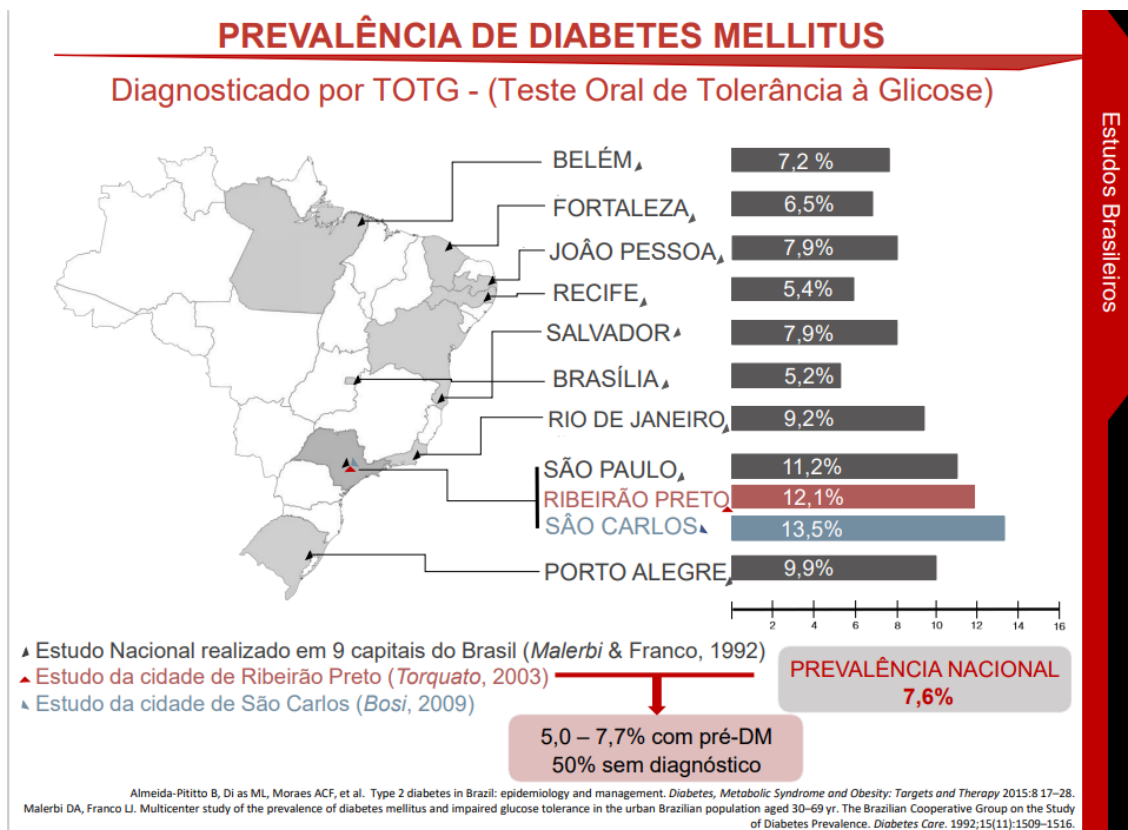 PREVALÊNCIA DE DIABETES MELLITUS
Diagnosticado por TOTG - (Teste Oral de Tolerância à Glicose)
Estudos Brasileiros
BELÉM 7,2 %
FORTALEZA 6,5%
JOÂO PESSOA 7,9%
RECIFE 5,4%
SALVADOR 7,9%
BRASÍLIA 5,2%
RIO DE JANEIRO 9,2%
SÃO PAULO 11,2%
RIBEIRÃO PRETO 12,1%
SÂO CARLOS 13,5%
PORTO ALEGRE 9,9%
2 4 6 8 10 12 14 16
Estudo Nacional realizado em 9 capitais do Brasil (Malerbi & Franco, 1992)
Estudo da cidade de Ribeirão Preto (Torquato, 2003)
Estudo da cidade de São Carlos (Bosi, 2009)
PREVALÊNCIA NACIONAL
7,6%
5,0 – 7,7% com pré-DM
50% sem diagnóstico
Almeida-Pititto B, Di as ML, Moraes ACF, et al. Type 2 diabetes in Brazil: epidemiology and management. Diabetes, Metabolic Syndrome and Obesity: Targets and Therapy 2015:8 17–28.
Malerbi DA, Franco LJ. Multicenter study of the prevalence of diabetes mellitus and impaired glucose tolerance in the urban Brazilian population aged 30–69 yr. The Brazilian Cooperative Group on the Study
of Diabetes Prevalence. Diabetes Care. 1992;15(11):1509–1516.